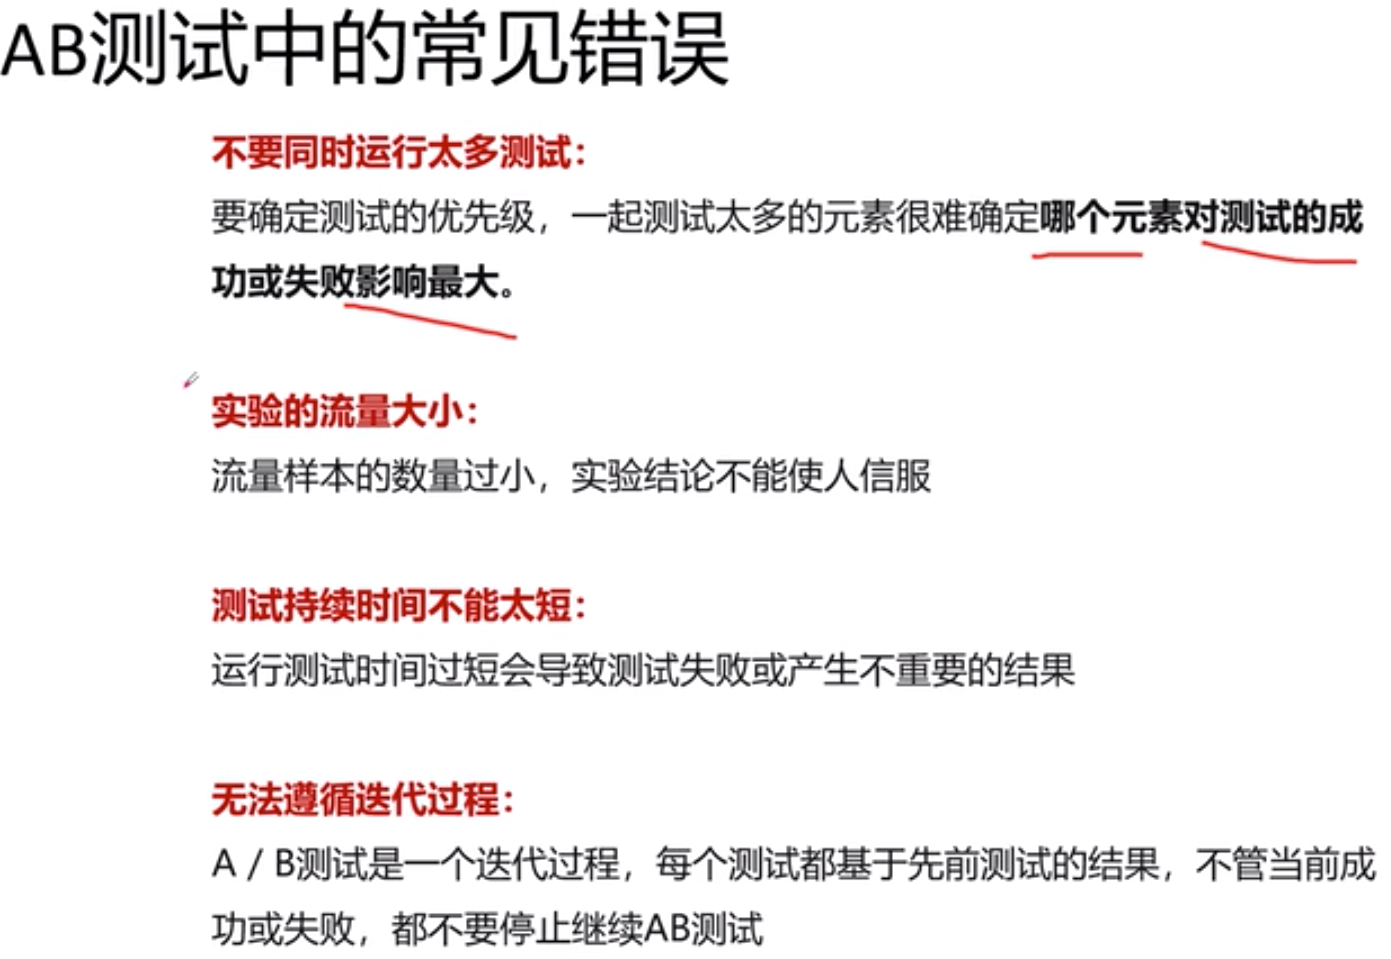 AB测试中的常见错误
不要同时运行太多测试：
要确定测试的优先级，一起测试太多的元素很难确定哪个元素对测试的成
功或失败影响最大。
实验的流量大小：
流量样本的数量过小，实验结论不能使人信服
测试持续时间不能太短：
运行测试时间过短会导致测试失败或产生不重要的结果
无法遵循迭代过程：
A / B测试是一个迭代过程，每个测试都基于先前测试的结果，不管当前成
功或失败，都不要停止继续AB测试